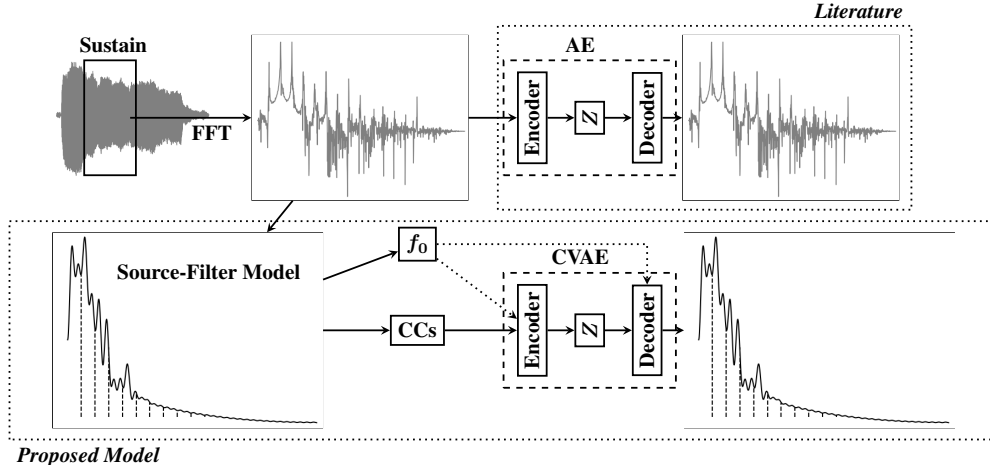 Literature
Sustain
FFT
AE
Encoder
Z
Decoder
Source-Filter Model
f0
CCs
CVAE
Encoder
Z
Decoder
Proposed Model